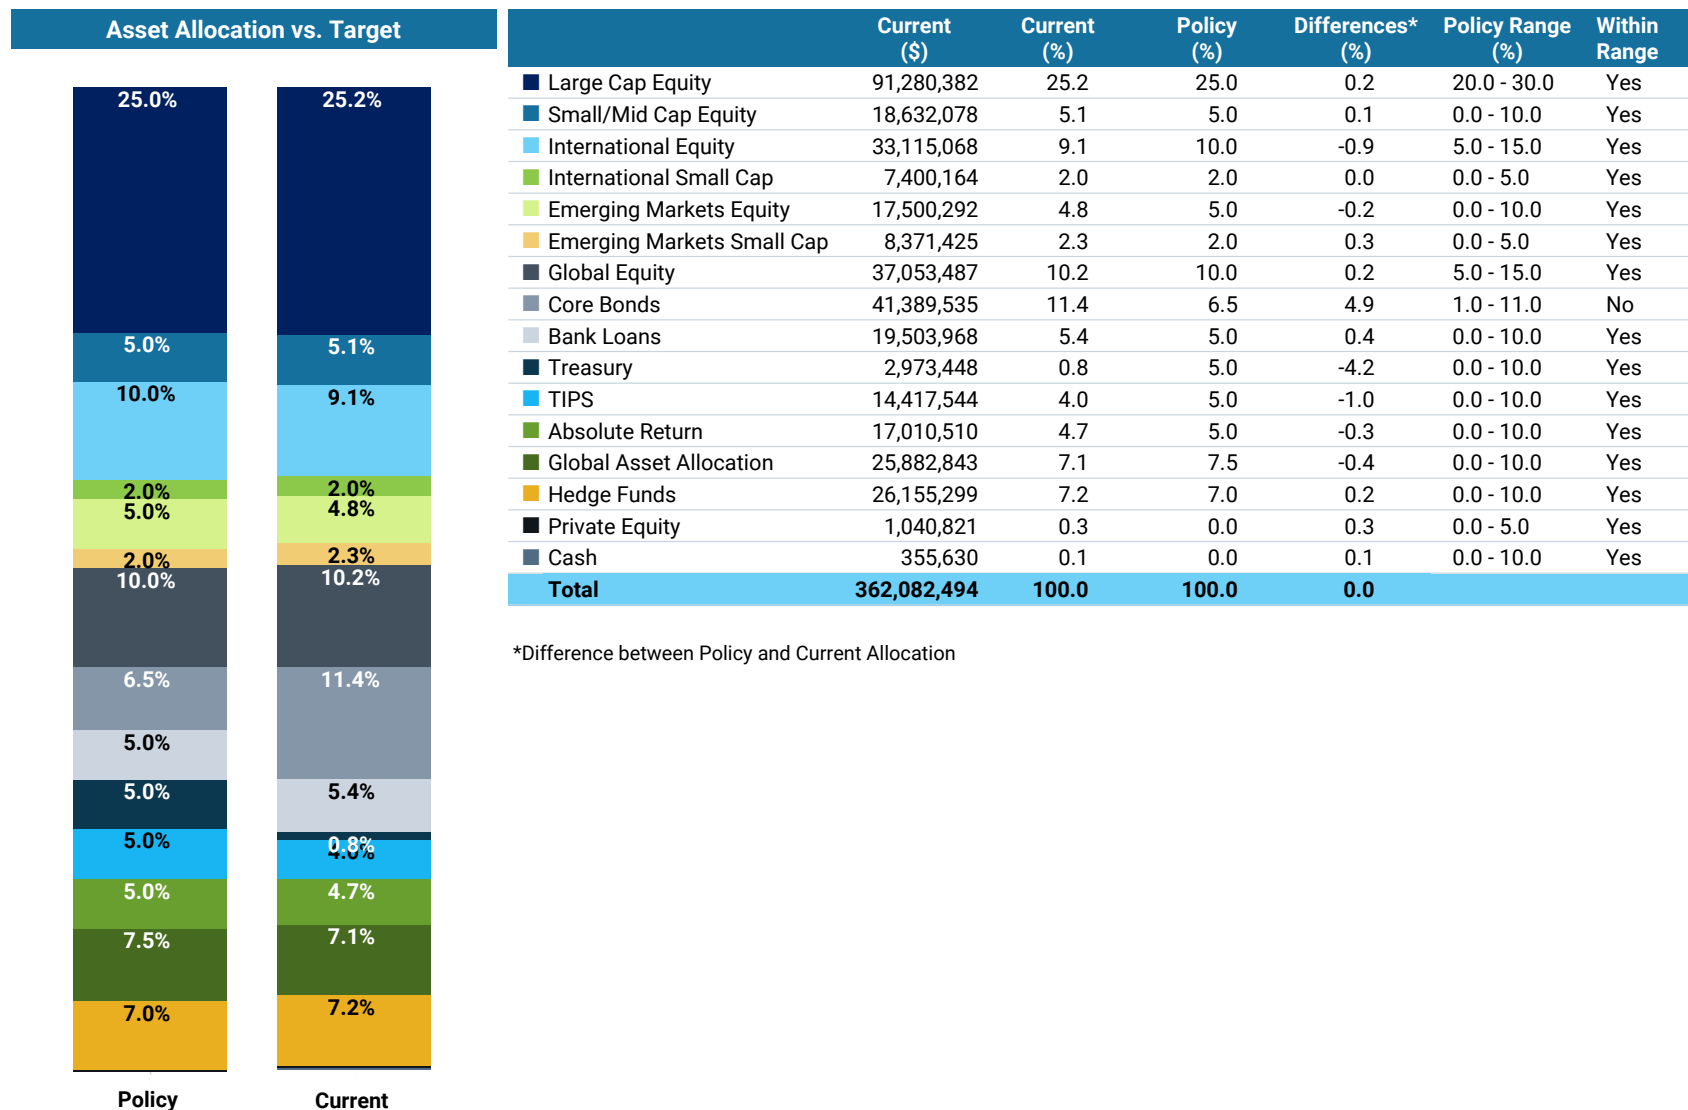 Asset Allocation vs. Target
25.0% 25.2%
5.0% 5.1%
10.0% 9.1%
2.0% 2.0%
5.0% 4.8%
2.0% 2.3%
10.0% 10.2%
6.5% 11.4%
5.0% 5.4%
5.0% 0.8%
5.0% 4.0%
5.0% 4.7%
7.5% 7.1%
7.0% 7.2%
Policy Current
Current ($) Current (%) Policy (%) Differences* (%) Policy Range (%) Within Range
Large Cap Equity 91,280,382 25.2 25.0 0.2 20.0 - 30.0 Yes
Small/Mid Cap Equity 18,632,078 5.1 5.0 0.1 0.0 - 10.0 Yes
International Equity 33,115,068 9.1 10.0 -0.9 5.0 - 15.0 Yes
International Small Cap 7,400,164 2.0 2.0 0.0 0.0 - 5.0 Yes
Emerging Markets Equity 17,500,292 4.8 5.0 -0.2 0.0 - 10.0 Yes
Emerging Markets Small Cap 8,371,425 2.3 2.0 0.3 0.0 - 5.0 Yes
Global Equity 37,053,487 10.2 10.0 0.2 5.0 - 15.0 Yes
Core Bonds 41,389,535 11.4 6.5 4.9 1.0 - 11.0 No
Bank Loans 19,503,968 5.4 5.0 0.4 0.0 - 10.0 Yes
Treasury 2,973,448 0.8 5.0 -4.2 0.0 - 10.0 Yes
TIPS 14,417,544 4.0 5.0 -1.0 0.0 - 10.0 Yes
Absolute Return 17,010,510 4.7 5.0 -0.3 0.0 - 10.0 Yes
Global Asset Allocation 25,882,843 7.1 7.5 -0.4 0.0 - 10.0 Yes
Hedge Funds 26,155,299 7.2 7.0 0.2 0.0 - 10.0 Yes
Private Equity 1,040,821 0.3 0.0 0.3 0.0 - 5.0 Yes
Cash 355,630 0.1 0.0 0.1 0.0 - 10.0 Yes
Total 362,082,494 100.0 100.0 0.0
*Difference between Policy and Current Allocation